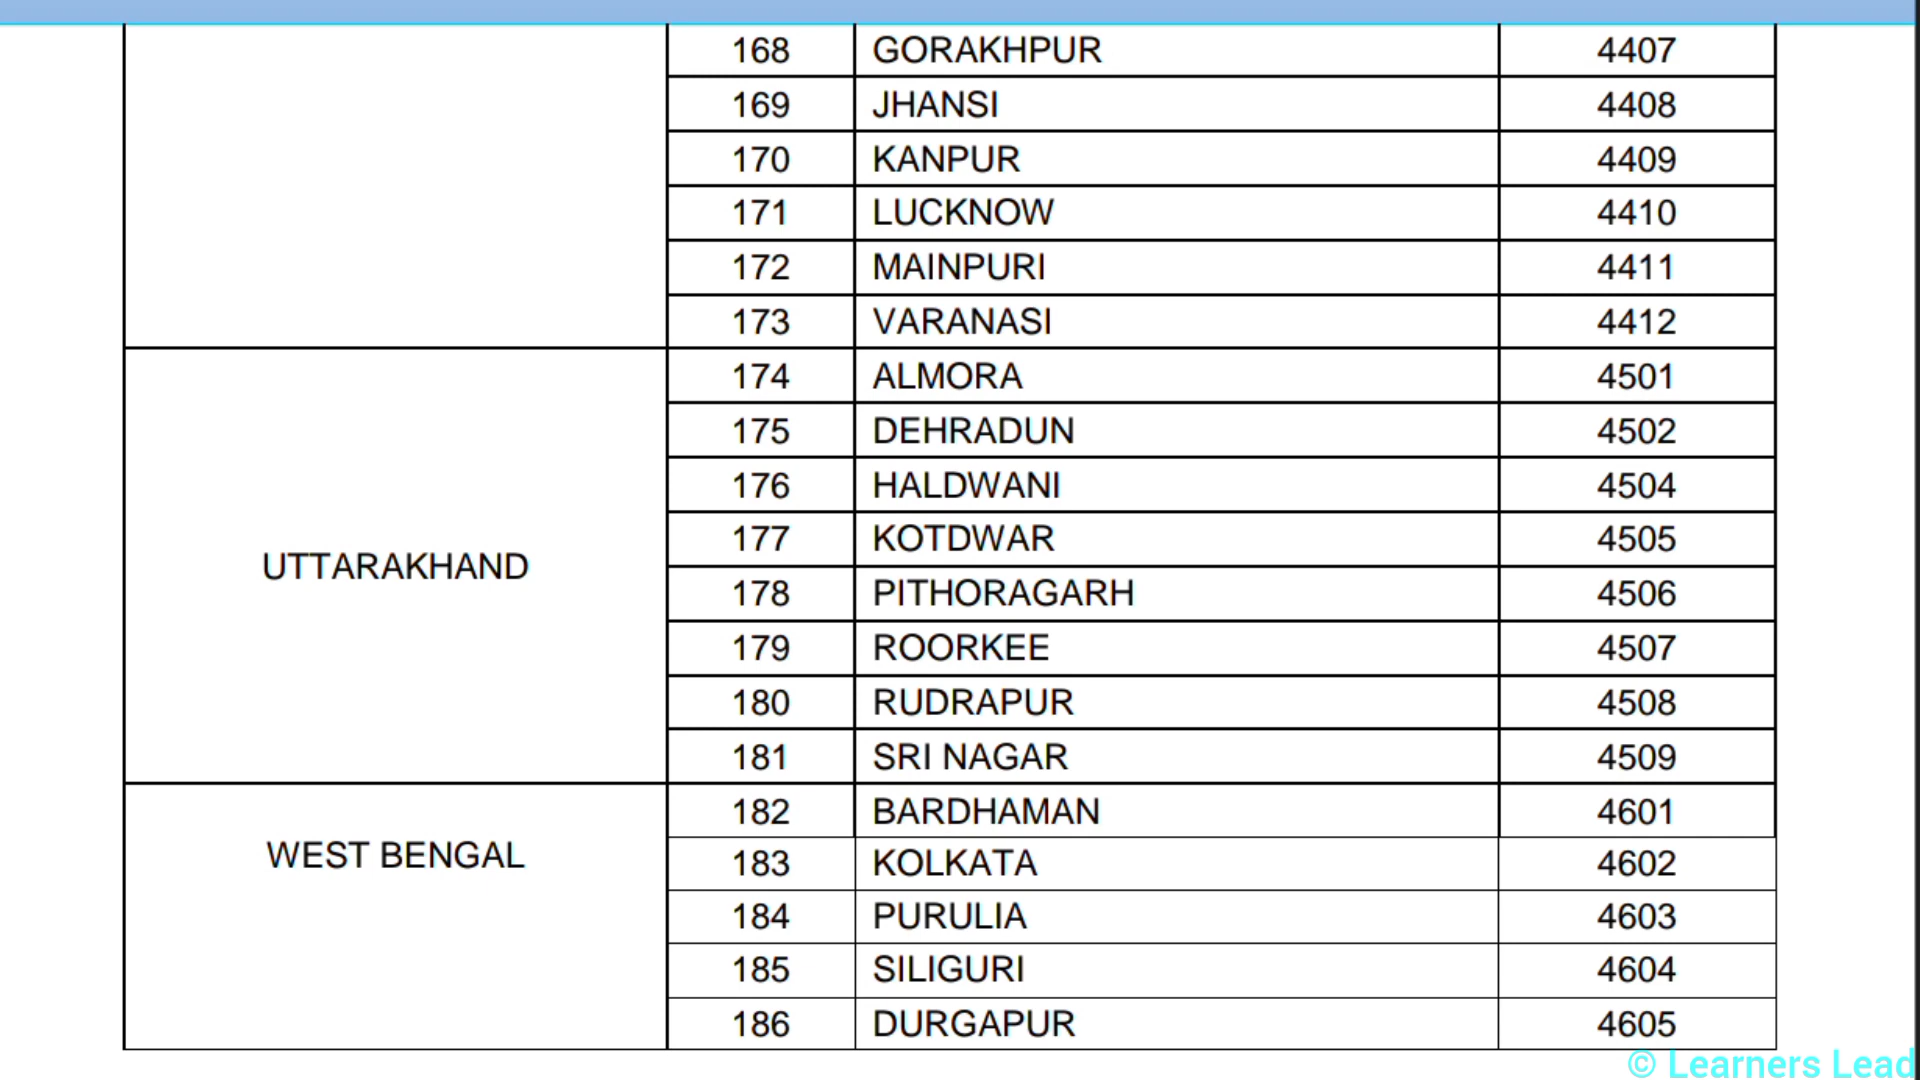 168 GORAKHPUR 4407
169 JHANSI 4408
170 KANPUR 4409
171 LUCKNOW 4410
172 MAINPURI 4411
173 VARANASI 4412
174 ALMORA 4501
175 DEHRADUN 4502
176 HALDWANI 4504
UTTARAKHAND 177 KOTDWAR 4505
178 PITHORAGARH 4506
179 ROORKEE 4507
180 RUDRAPUR 4508
181 SRI NAGAR 4509
182 BARDHAMAN 4601
WEST BENGAL 183 KOLKATA 4602
184 PURULIA 4603
185 SILIGURI 4604
186 DURGAPUR 4605
© Learners Lead